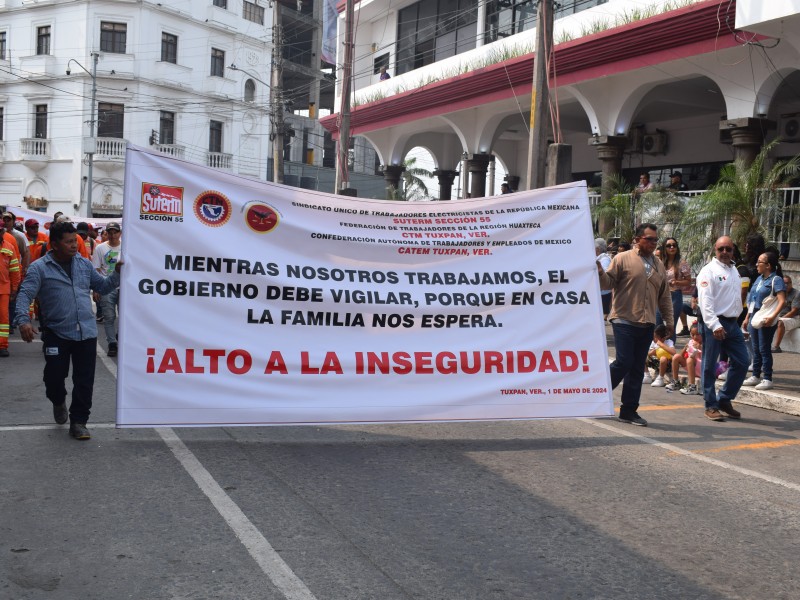 Suterm
SECCIÓN 55
SINDICATO ÚNICO DE TRABAJADORES ELECTRICISTAS DE LA REPÚBLICA MEXICANA
SUTERM SECCIÓN 55
FEDERACIÓN DE TRABAJADORES DE LA REGIÓN HUAXTECA
CTM TUXPAN, VER.
CONFEDERACIÓN AUTÓNOMA DE TRABAJADORES Y EMPLEADOS DE MÉXICO
CATEM TUXPAN, VER.
MIENTRAS NOSOTROS TRABAJAMOS, EL
GOBIERNO DEBE VIGILAR, PORQUE EN CASA
LA FAMILIA NOS ESPERA.
¡ALTO A LA INSEGURIDAD!
TUXPAN, VER., 1 DE MAYO DE 2024